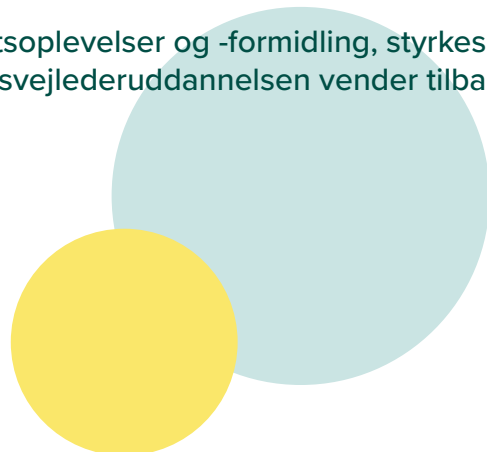 tsoplevelser og -formidling, styrkes
svejlederuddannelsen vender tilba